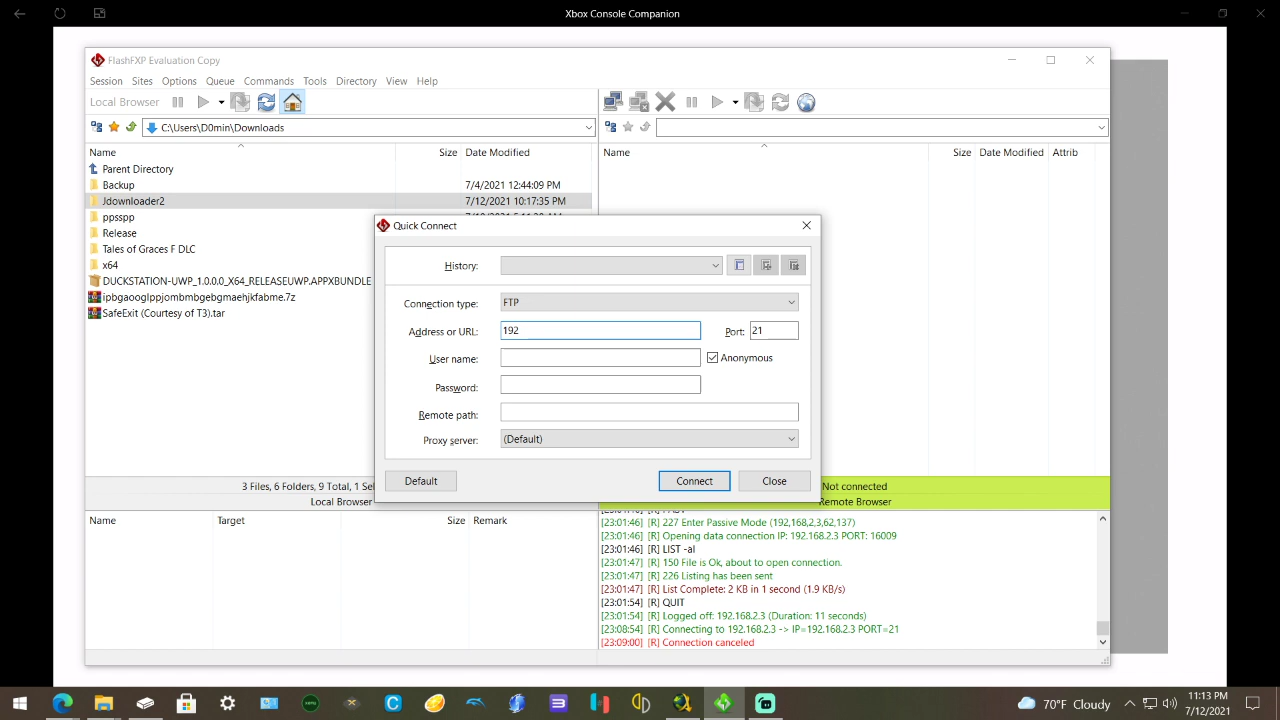 Xbox Console Companion
FlashFXP Evaluation Copy
Session Sites Options Queue Commands Tools Directory View Help
Local Browser
C:\Users\D0min\Downloads
Name Size Date Modified
Parent Directory
Backup 7/4/2021 12:44:09 PM
Jdownloader2 7/12/2021 10:17:35 PM
ppsspp
Release
Tales of Graces F DLC
x64
DUCKSTATION-UWP_1.0.0.0_X64_RELEASEUWP.APPXBUNDLE
ipbgaooglppjombmbgebgmaehjkfabme.7z
SafeExit (Courtesy of T3).tar
Name Size Date Modified Attrib
Quick Connect
History:
Connection type: FTP
Address or URL: 192 Port: 21
User name: Anonymous
Password:
Remote path:
Proxy server: (Default)
Default Connect Close
3 Files, 6 Folders, 9 Total, 1 Sel
Local Browser
Not connected
Remote Browser
Name Target Size Remark
[23:01:46] [R] 227 Enter Passive Mode (192,168,2,3,62,137)
[23:01:46] [R] Opening data connection IP: 192.168.2.3 PORT: 16009
[23:01:46] [R] LIST -al
[23:01:47] [R] 150 File is Ok, about to open connection.
[23:01:47] [R] 226 Listing has been sent
[23:01:47] [R] List Complete: 2 KB in 1 second (1.9 KB/s)
[23:01:54] [R] QUIT
[23:01:54] [R] Logged off: 192.168.2.3 (Duration: 11 seconds)
[23:08:54] [R] Connecting to 192.168.2.3 -> IP=192.168.2.3 PORT=21
[23:09:00] [R] Connection canceled
70°F Cloudy
11:13 PM
7/12/2021